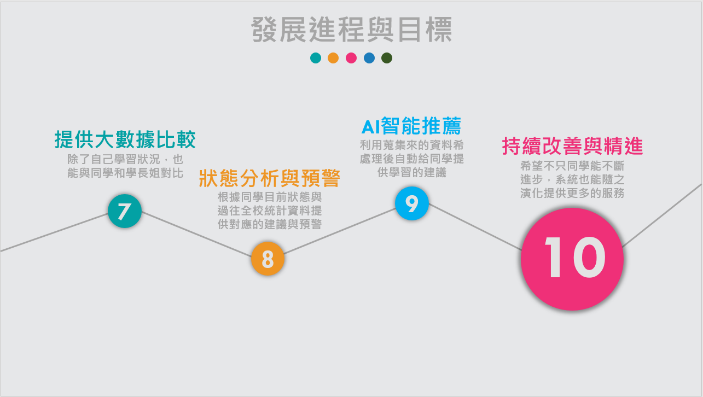 發展進程與目標
提供大數據比較
除了自己學習狀況，也
能與同學和學長姐對比
7
狀態分析與預警
根據同學目前狀態與
過往全校統計資料提
供對應的建議與預警
8
AI智能推薦
利用蒐集來的資料希
處理後自動給同學提
供學習的建議
9
持續改善與精進
希望不只同學能不斷
進步，系統也能隨之
演化提供更多的服務
10